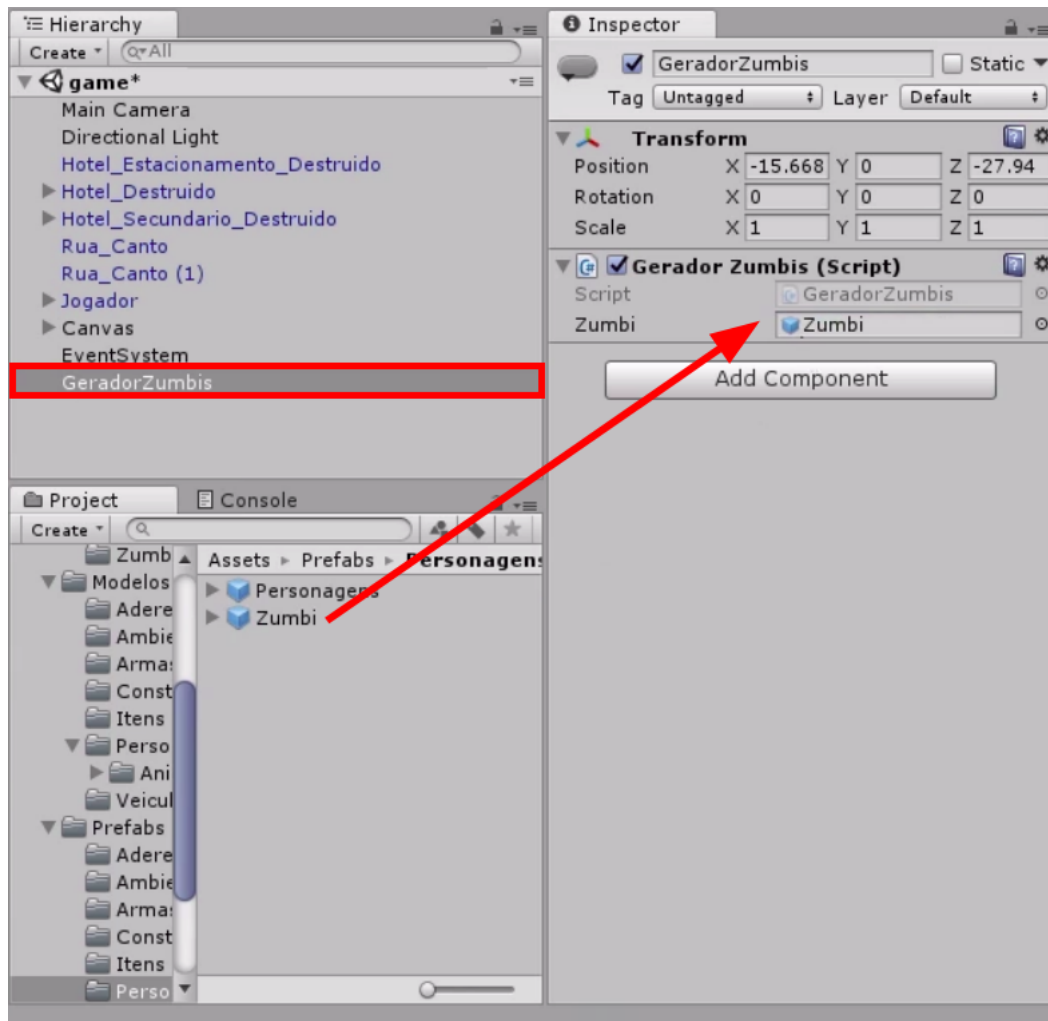 Hierarchy
Create All
game*
Main Camera
Directional Light
Hotel_Estacionamento_Destruido
Hotel_Destruido
Hotel_Secundario_Destruido
Rua_Canto
Rua_Canto (1)
Jogador
Canvas
EventSystem
GeradorZumbis
Project Console
Create
Assets Prefabs Personagens
Zumb
Modelos
Adere
Ambie
Armas
Const
Itens
Perso
Ani
Veicul
Prefabs
Adere
Ambie
Armas
Const
Itens
Perso
Personagens
Zumbi
Inspector
GeradorZumbis Static
Tag Untagged Layer Default
Transform
Position X -15.668 Y 0 Z -27.94
Rotation X 0 Y 0 Z 0
Scale X 1 Y 1 Z 1
Gerador Zumbis (Script)
Script GeradorZumbis
Zumbi Zumbi
Add Component